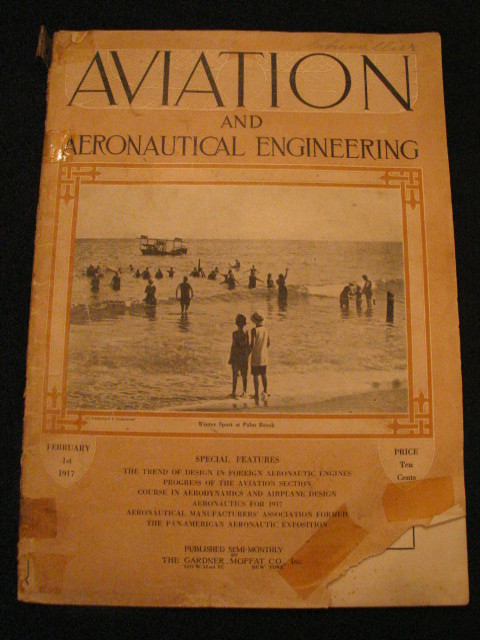 AVIATION
AND
AERONAUTICAL ENGINEERING
Winter Sport at Palm Beach
FEBRUARY
1st
1917
PRICE
Ten
Cents
SPECIAL FEATURES
THE TREND OF DESIGN IN FOREIGN AERONAUTIC ENGINES
PROGRESS OF THE AVIATION SECTION
COURSE IN AERODYNAMICS AND AIRPLANE DESIGN
AERONAUTICS FOR 1917
AERONAUTICAL MANUFACTURERS' ASSOCIATION FORMED
THE PAN-AMERICAN AERONAUTIC EXPOSITION
PUBLISHED SEMI-MONTHLY
BY
THE GARDNER, MOFFAT CO., Inc.
NEW YORK